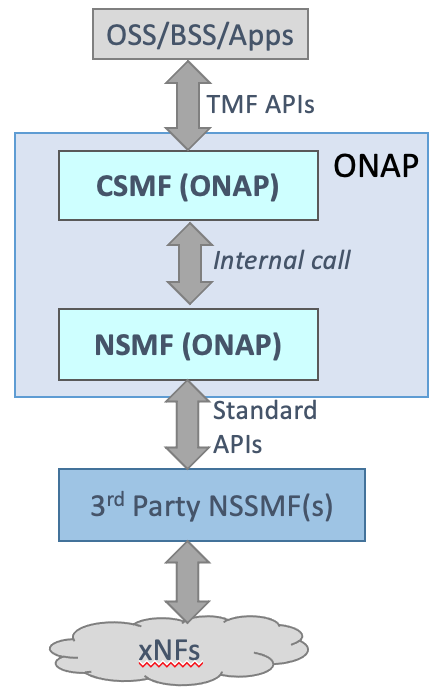 OSS/BSS/Apps
TMF APIs
ONAP
CSMF (ONAP)
Internal call
NSMF (ONAP)
Standard
APIs
3rd Party NSSMF(s)
xNFs